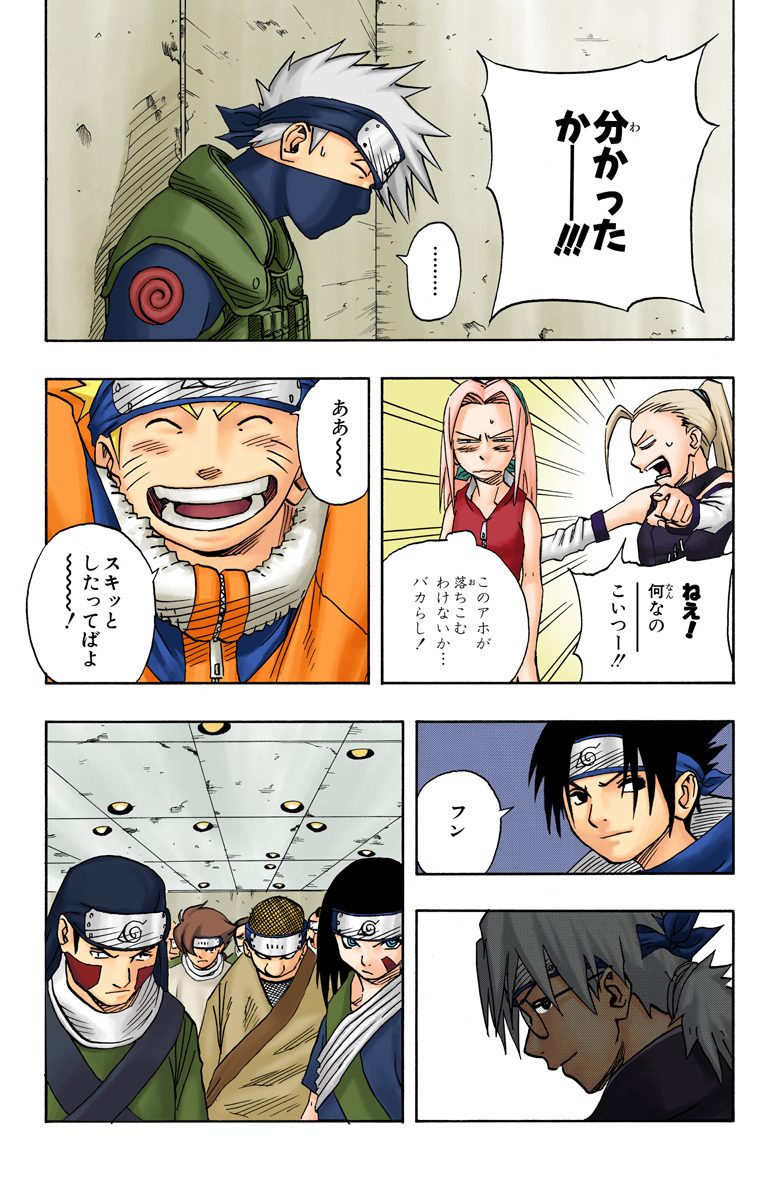 分かった
かーー!!!
………
ねえ!
何なの
こいつー!!
このアホが
落ちこむ
わけないか…
バカらし!
ああ〜〜
スキッと
したってばよ
〜〜!
フン